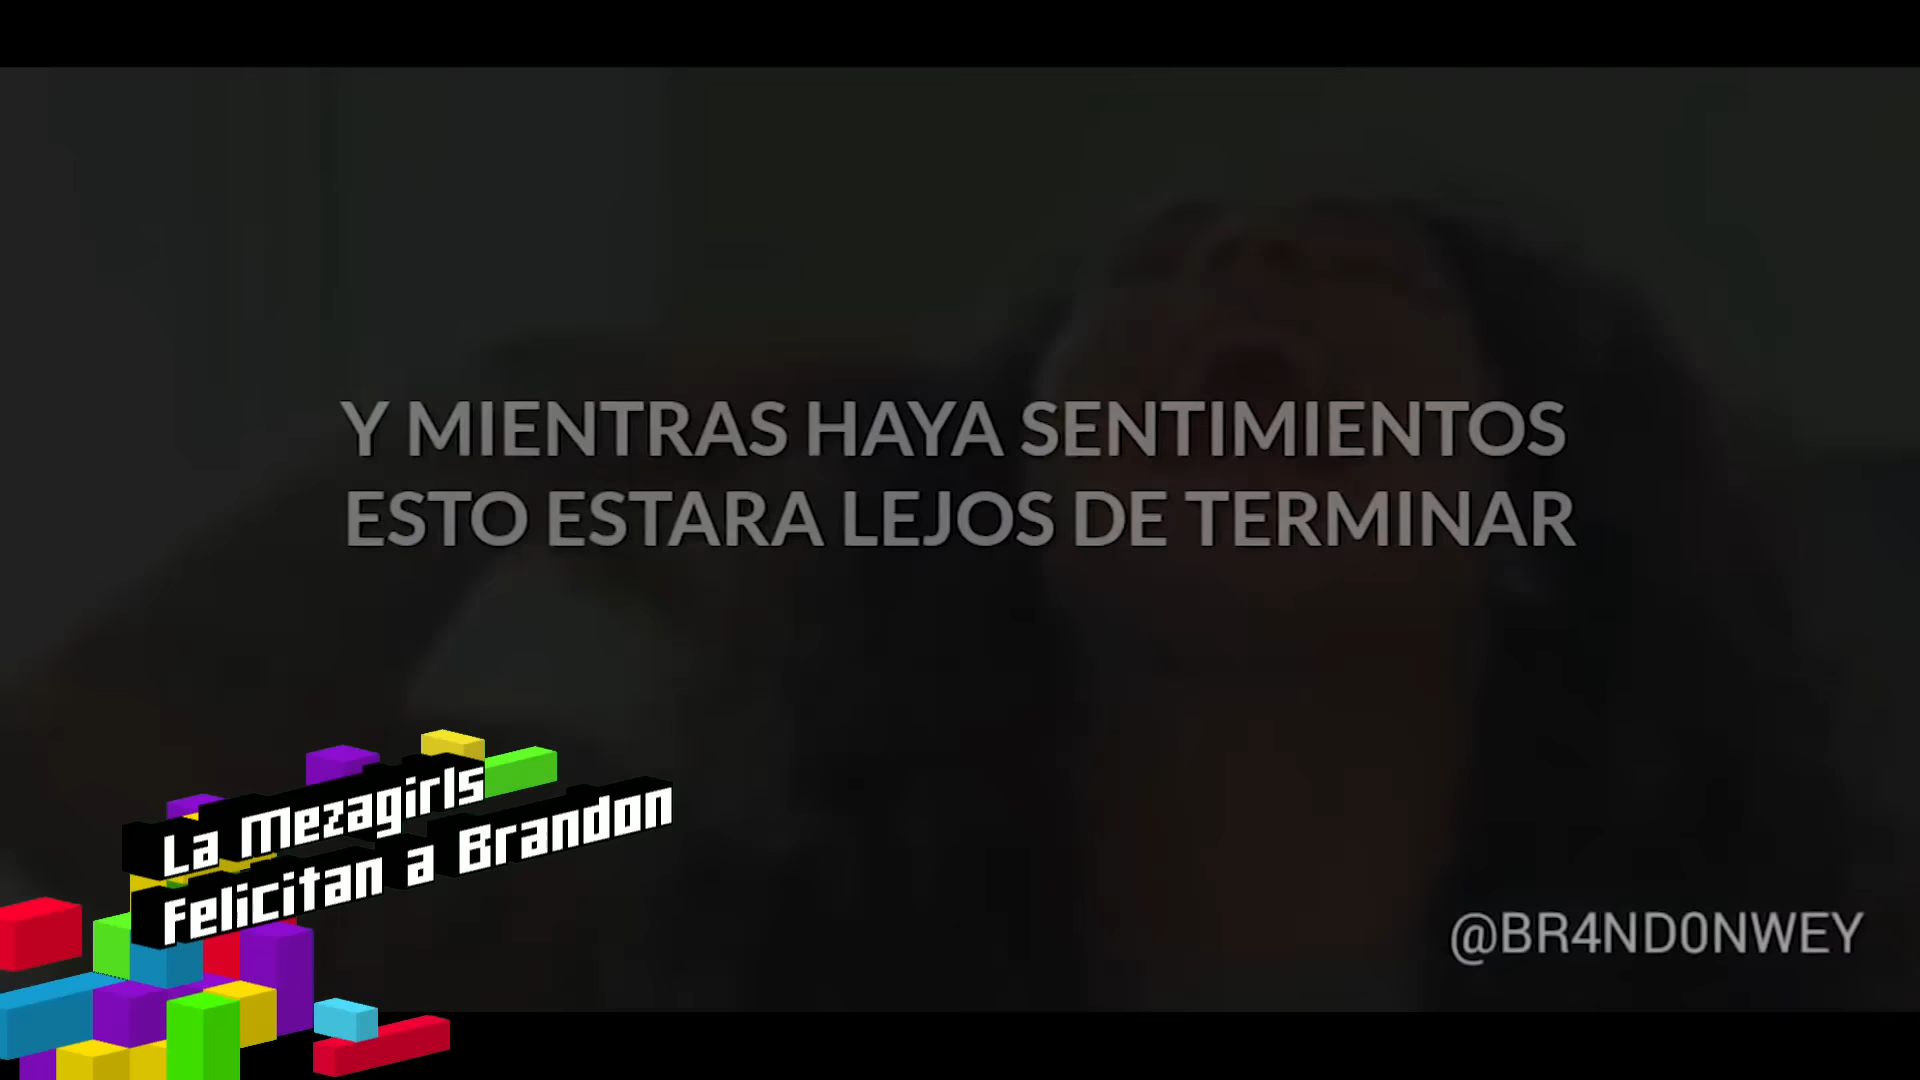 Y MIENTRAS HAYA SENTIMIENTOS
ESTO ESTARA LEJOS DE TERMINAR
La Mezagirls
felicitan a Brandon
@BR4ND0NWEY